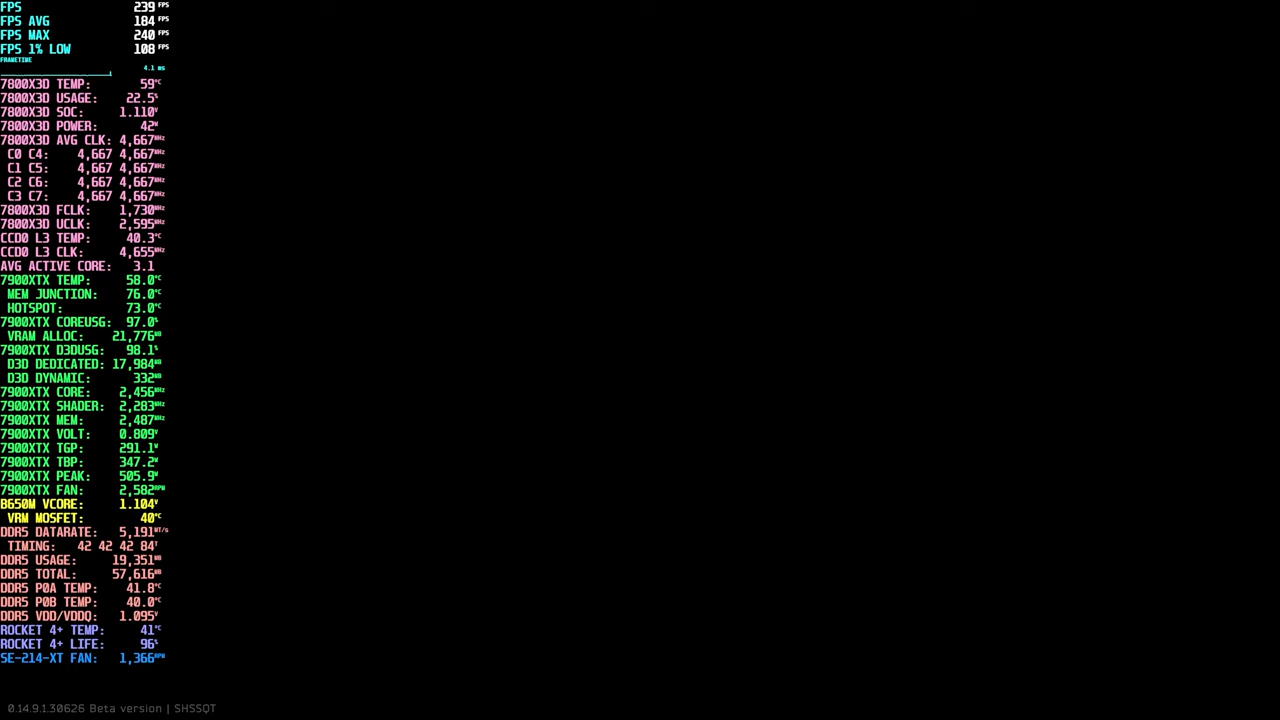 FPS 239 FPS
FPS AVG 184 FPS
FPS MAX 240 FPS
FPS 1% LOW 108 FPS
FRAMETIME
4.1 ms
7800X3D TEMP: 59°C
7800X3D USAGE: 22.5%
7800X3D SOC: 1.110V
7800X3D POWER: 42W
7800X3D AVG CLK: 4,667MHz
C0 C4: 4,667 4,667MHz
C1 C5: 4,667 4,667MHz
C2 C6: 4,667 4,667MHz
C3 C7: 4,667 4,667MHz
7800X3D FCLK: 1,730MHz
7800X3D UCLK: 2,595MHz
CCD0 L3 TEMP: 40.3°C
CCD0 L3 CLK: 4,655MHz
AVG ACTIVE CORE: 3.1
7900XTX TEMP: 58.0°C
MEM JUNCTION: 76.0°C
HOTSPOT: 73.0°C
7900XTX COREUSG: 97.0%
VRAM ALLOC: 21,776MB
7900XTX D3DUSG: 98.1%
D3D DEDICATED: 17,984MB
D3D DYNAMIC: 332MB
7900XTX CORE: 2,456MHz
7900XTX SHADER: 2,283MHz
7900XTX MEM: 2,487MHz
7900XTX VOLT: 0.809V
7900XTX TGP: 291.1W
7900XTX TBP: 347.2W
7900XTX PEAK: 505.9W
7900XTX FAN: 2,582RPM
B650M VCORE: 1.104V
VRM MOSFET: 40°C
DDR5 DATARATE: 5,191MT/s
TIMING: 42 42 42 84T
DDR5 USAGE: 19,351MB
DDR5 TOTAL: 57,616MB
DDR5 P0A TEMP: 41.8°C
DDR5 P0B TEMP: 40.0°C
DDR5 VDD/VDDQ: 1.095V
ROCKET 4+ TEMP: 41°C
ROCKET 4+ LIFE: 96%
SE-214-XT FAN: 1,366RPM
0.14.9.1.30626 Beta version | SHSSQT